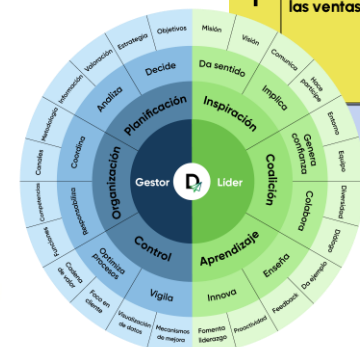 las ventas
Objetivos
Estrategia
Valoración
Información
Metodología
Canales
Competencias
Funciones
Cadena
de valor
Foco en
cliente
Visualización
de datos
Mecanismos
de mejora
Misión
Visión
Comunica
Hace
partícipe
Entorno
Equipo
Diversidad
Diálogo
Da ejemplo
Feedback
Proactividad
Fomenta
liderazgo
Decide
Analiza
Coordina
Responsabiliza
Optimiza
procesos
Vigila
Da sentido
Implica
Genera
confianza
Colabora
Enseña
Innova
Planificación
Organización
Control
Inspiración
Coalición
Aprendizaje
Gestor
D
Líder